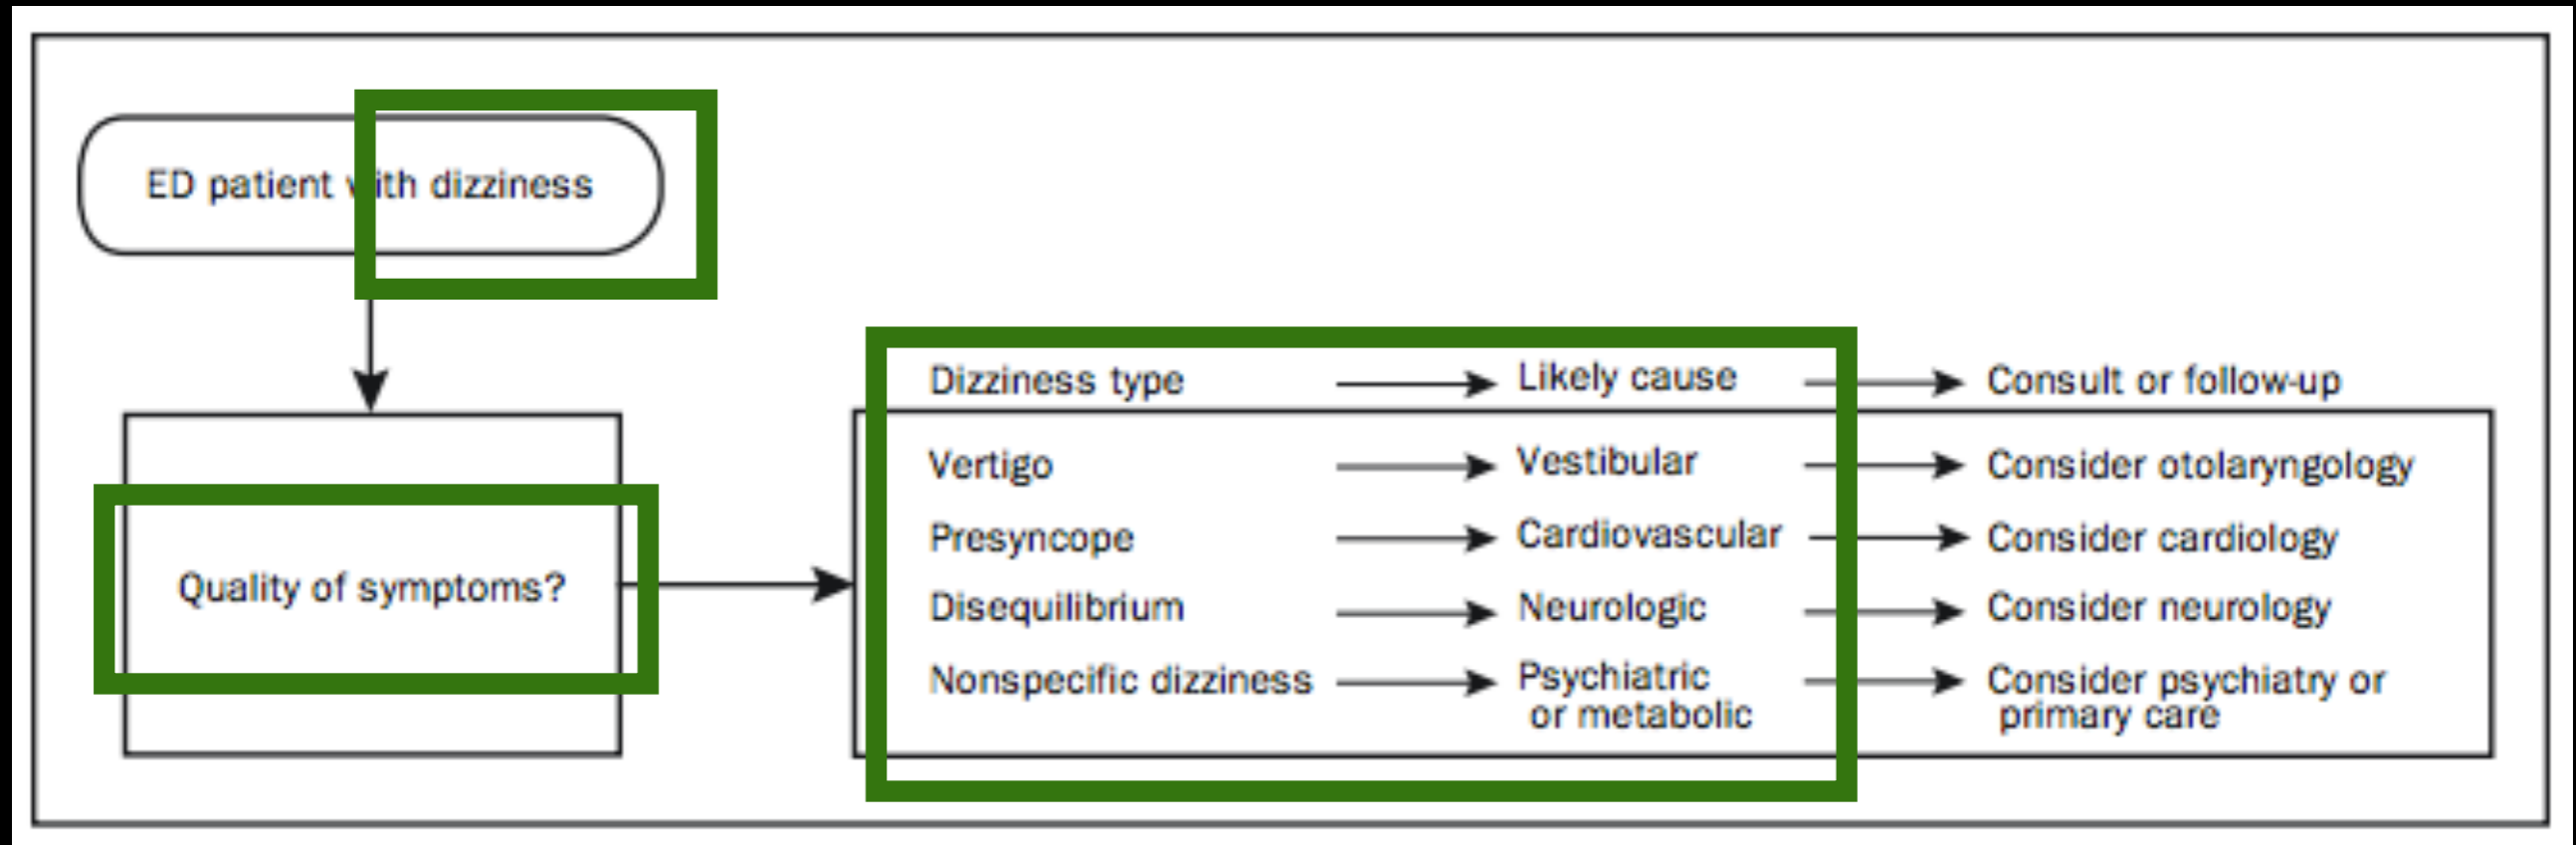 ED patient with dizziness
Quality of symptoms?
Dizziness type Likely cause Consult or follow-up
Vertigo Vestibular Consider otolaryngology
Presyncope Cardiovascular Consider cardiology
Disequilibrium Neurologic Consider neurology
Nonspecific dizziness Psychiatric Consider psychiatry or
or metabolic primary care